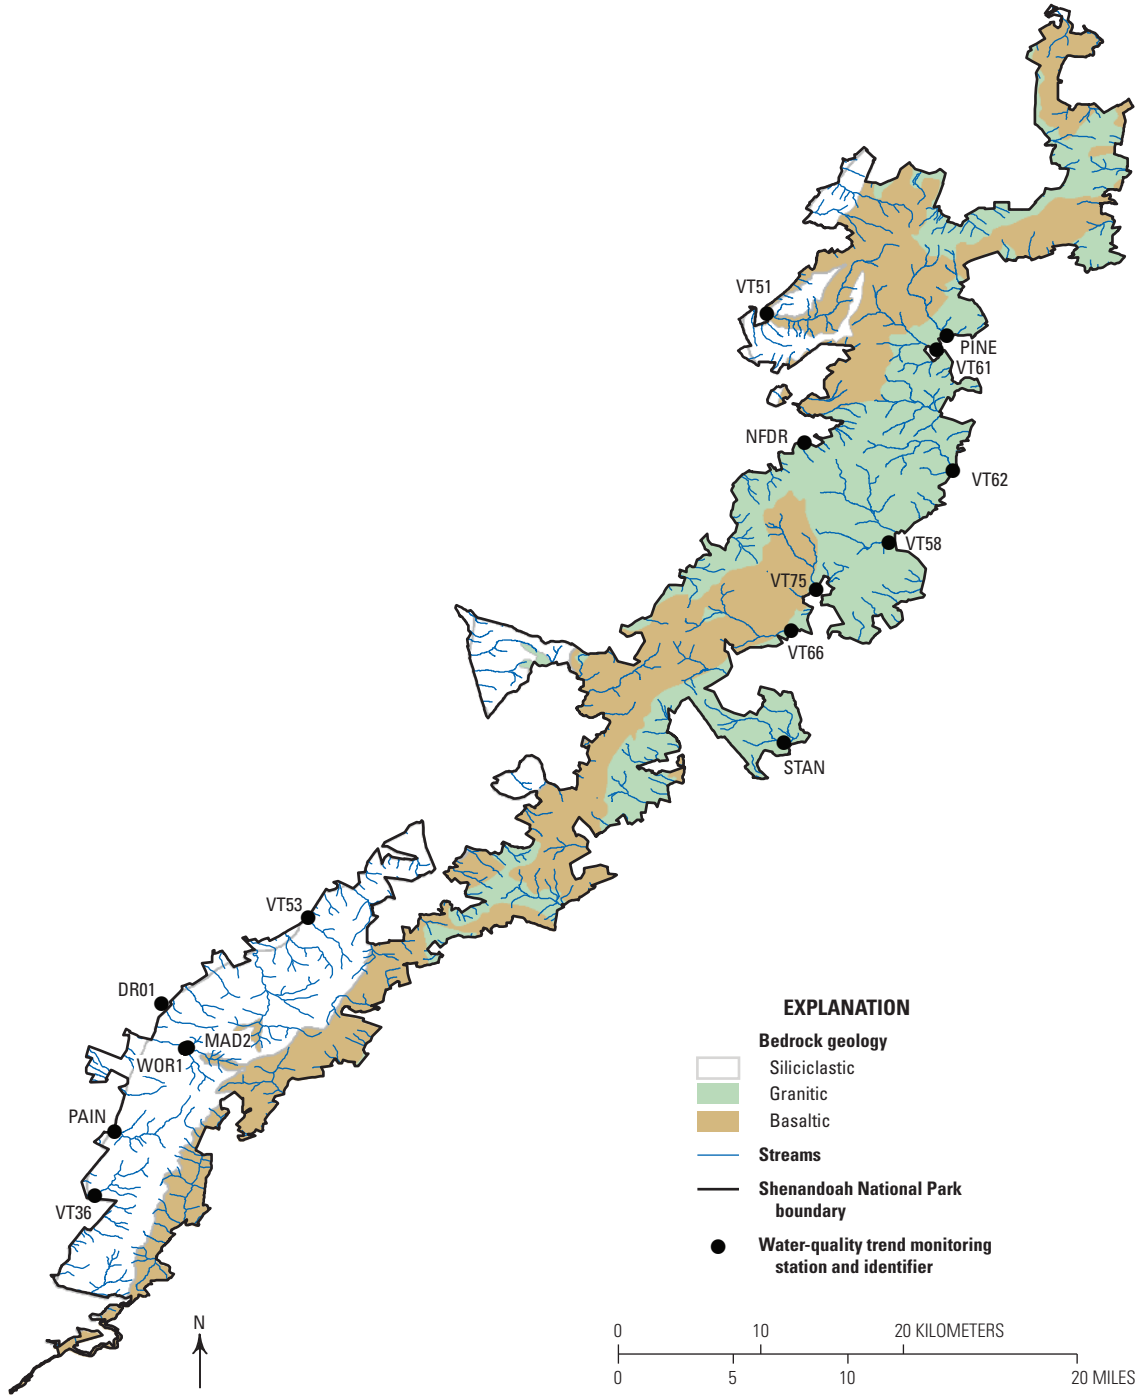 VT51
PINE
VT61
NFDR
VT62
VT58
VT75
VT66
STAN
VT53
DR01
MAD2
WOR1
PAIN
VT36
EXPLANATION
Bedrock geology
Siliciclastic
Granitic
Basaltic
Streams
Shenandoah National Park
boundary
Water-quality trend monitoring
station and identifier
N
0 10 20 KILOMETERS
0 5 10 20 MILES